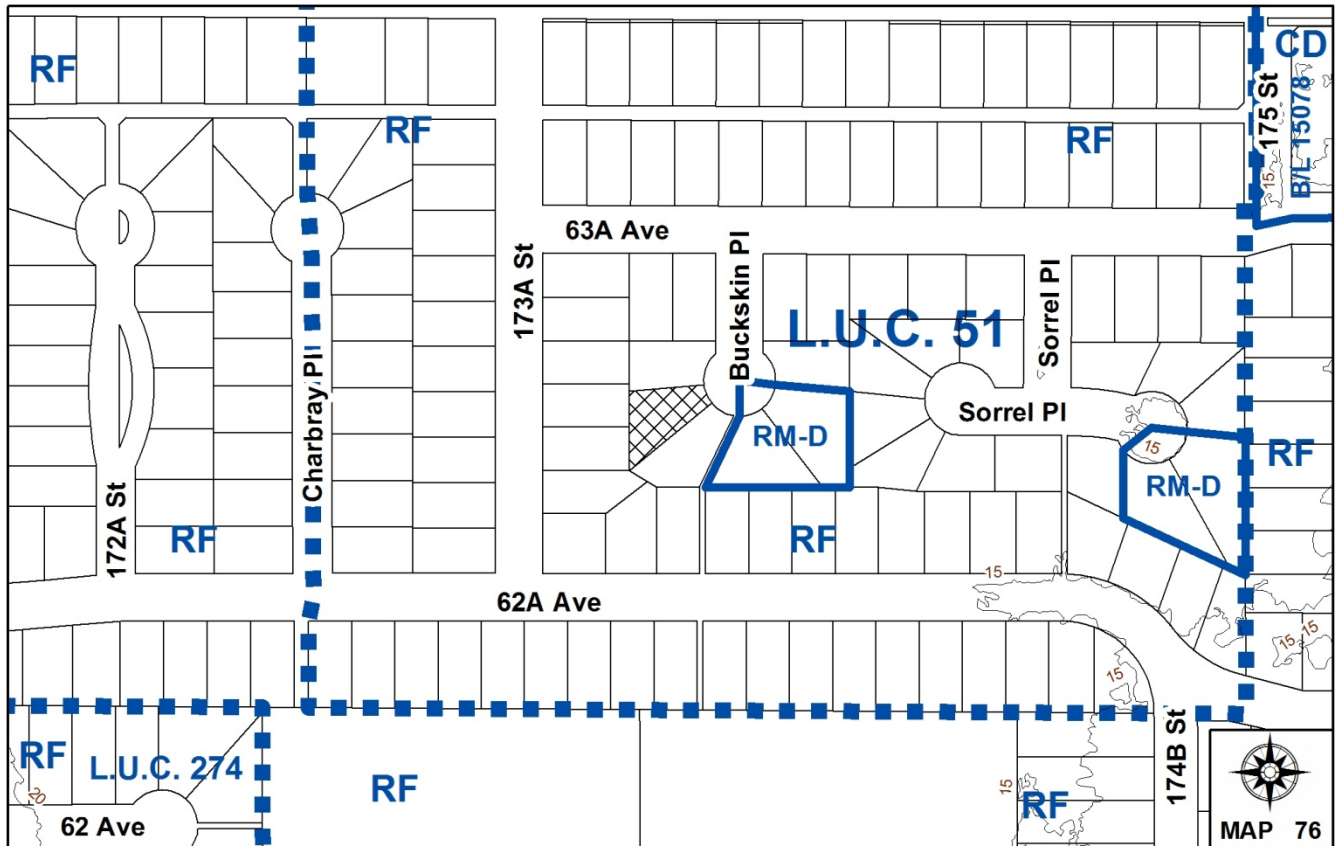 CD
RF
175 St
B/L 15078
RF
RF
15
63A Ave
Buckskin Pl
173A St
Sorrel Pl
L.U.C. 51
Charbray Pl
Sorrel Pl
RM-D
15
RF
RM-D
172A St
RF
RF
15
62A Ave
15
15
15
RF
L.U.C. 274
RF
174B St
15
20
RF
62 Ave
MAP 76